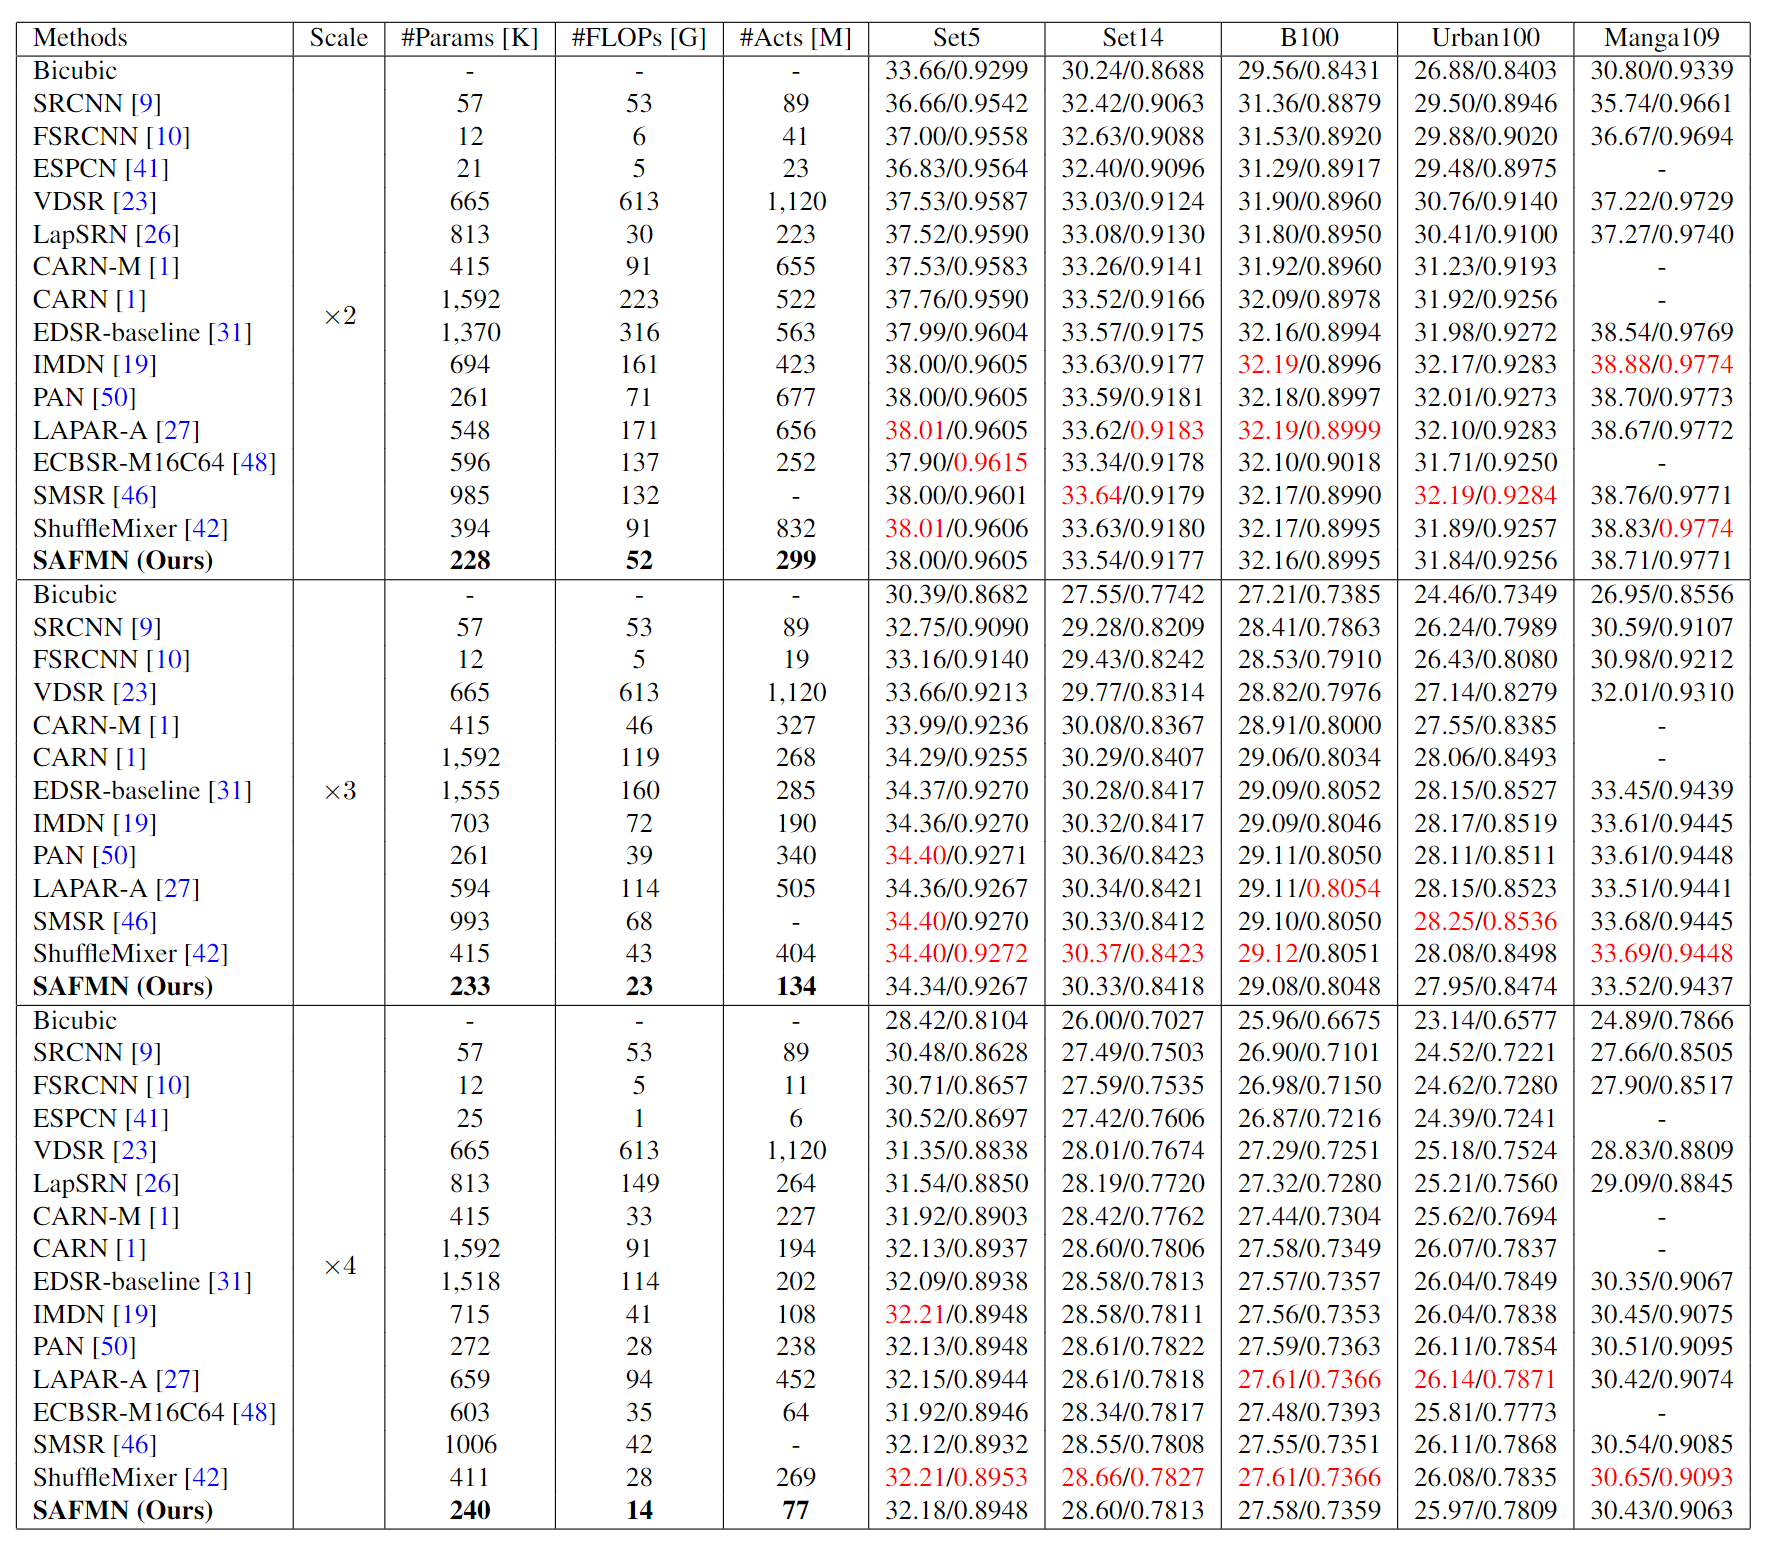 Methods Scale #Params [K] #FLOPs [G] #Acts [M] Set5 Set14 B100 Urban100 Manga109
Bicubic - - - 33.66/0.9299 30.24/0.8688 29.56/0.8431 26.88/0.8403 30.80/0.9339
SRCNN [9] 57 53 89 36.66/0.9542 32.42/0.9063 31.36/0.8879 29.50/0.8946 35.74/0.9661
FSRCNN [10] 12 6 41 37.00/0.9558 32.63/0.9088 31.53/0.8920 29.88/0.9020 36.67/0.9694
ESPCN [41] 21 5 23 36.83/0.9564 32.40/0.9096 31.29/0.8917 29.48/0.8975 -
VDSR [23] 665 613 1,120 37.53/0.9587 33.03/0.9124 31.90/0.8960 30.76/0.9140 37.22/0.9729
LapSRN [26] 813 30 223 37.52/0.9590 33.08/0.9130 31.80/0.8950 30.41/0.9100 37.27/0.9740
CARN-M [1] 415 91 655 37.53/0.9583 33.26/0.9141 31.92/0.8960 31.23/0.9193 -
CARN [1] 1,592 223 522 37.76/0.9590 33.52/0.9166 32.09/0.8978 31.92/0.9256 -
×2
EDSR-baseline [31] 1,370 316 563 37.99/0.9604 33.57/0.9175 32.16/0.8994 31.98/0.9272 38.54/0.9769
IMDN [19] 694 161 423 38.00/0.9605 33.63/0.9177 32.19/0.8996 32.17/0.9283 38.88/0.9774
PAN [50] 261 71 677 38.00/0.9605 33.59/0.9181 32.18/0.8997 32.01/0.9273 38.70/0.9773
LAPAR-A [27] 548 171 656 38.01/0.9605 33.62/0.9183 32.19/0.8999 32.10/0.9283 38.67/0.9772
ECBSR-M16C64 [48] 596 137 252 37.90/0.9615 33.34/0.9178 32.10/0.9018 31.71/0.9250 -
SMSR [46] 985 132 - 38.00/0.9601 33.64/0.9179 32.17/0.8990 32.19/0.9284 38.76/0.9771
ShuffleMixer [42] 394 91 832 38.01/0.9606 33.63/0.9180 32.17/0.8995 31.89/0.9257 38.83/0.9774
SAFMN (Ours) 228 52 299 38.00/0.9605 33.54/0.9177 32.16/0.8995 31.84/0.9256 38.71/0.9771
Bicubic - - - 30.39/0.8682 27.55/0.7742 27.21/0.7385 24.46/0.7349 26.95/0.8556
SRCNN [9] 57 53 89 32.75/0.9090 29.28/0.8209 28.41/0.7863 26.24/0.7989 30.59/0.9107
FSRCNN [10] 12 5 19 33.16/0.9140 29.43/0.8242 28.53/0.7910 26.43/0.8080 30.98/0.9212
VDSR [23] 665 613 1,120 33.66/0.9213 29.77/0.8314 28.82/0.7976 27.14/0.8279 32.01/0.9310
CARN-M [1] 415 46 327 33.99/0.9236 30.08/0.8367 28.91/0.8000 27.55/0.8385 -
CARN [1] 1,592 119 268 34.29/0.9255 30.29/0.8407 29.06/0.8034 28.06/0.8493 -
EDSR-baseline [31] ×3 1,555 160 285 34.37/0.9270 30.28/0.8417 29.09/0.8052 28.15/0.8527 33.45/0.9439
IMDN [19] 703 72 190 34.36/0.9270 30.32/0.8417 29.09/0.8046 28.17/0.8519 33.61/0.9445
PAN [50] 261 39 340 34.40/0.9271 30.36/0.8423 29.11/0.8050 28.11/0.8511 33.61/0.9448
LAPAR-A [27] 594 114 505 34.36/0.9267 30.34/0.8421 29.11/0.8054 28.15/0.8523 33.51/0.9441
SMSR [46] 993 68 - 34.40/0.9270 30.33/0.8412 29.10/0.8050 28.25/0.8536 33.68/0.9445
ShuffleMixer [42] 415 43 404 34.40/0.9272 30.37/0.8423 29.12/0.8051 28.08/0.8498 33.69/0.9448
SAFMN (Ours) 233 23 134 34.34/0.9267 30.33/0.8418 29.08/0.8048 27.95/0.8474 33.52/0.9437
Bicubic - - - 28.42/0.8104 26.00/0.7027 25.96/0.6675 23.14/0.6577 24.89/0.7866
SRCNN [9] 57 53 89 30.48/0.8628 27.49/0.7503 26.90/0.7101 24.52/0.7221 27.66/0.8505
FSRCNN [10] 12 5 11 30.71/0.8657 27.59/0.7535 26.98/0.7150 24.62/0.7280 27.90/0.8517
ESPCN [41] 25 1 6 30.52/0.8697 27.42/0.7606 26.87/0.7216 24.39/0.7241 -
VDSR [23] 665 613 1,120 31.35/0.8838 28.01/0.7674 27.29/0.7251 25.18/0.7524 28.83/0.8809
LapSRN [26] 813 149 264 31.54/0.8850 28.19/0.7720 27.32/0.7280 25.21/0.7560 29.09/0.8845
CARN-M [1] 415 33 227 31.92/0.8903 28.42/0.7762 27.44/0.7304 25.62/0.7694 -
CARN [1] 1,592 91 194 32.13/0.8937 28.60/0.7806 27.58/0.7349 26.07/0.7837 -
×4
EDSR-baseline [31] 1,518 114 202 32.09/0.8938 28.58/0.7813 27.57/0.7357 26.04/0.7849 30.35/0.9067
IMDN [19] 715 41 108 32.21/0.8948 28.58/0.7811 27.56/0.7353 26.04/0.7838 30.45/0.9075
PAN [50] 272 28 238 32.13/0.8948 28.61/0.7822 27.59/0.7363 26.11/0.7854 30.51/0.9095
LAPAR-A [27] 659 94 452 32.15/0.8944 28.61/0.7818 27.61/0.7366 26.14/0.7871 30.42/0.9074
ECBSR-M16C64 [48] 603 35 64 31.92/0.8946 28.34/0.7817 27.48/0.7393 25.81/0.7773 -
SMSR [46] 1006 42 - 32.12/0.8932 28.55/0.7808 27.55/0.7351 26.11/0.7868 30.54/0.9085
ShuffleMixer [42] 411 28 269 32.21/0.8953 28.66/0.7827 27.61/0.7366 26.08/0.7835 30.65/0.9093
SAFMN (Ours) 240 14 77 32.18/0.8948 28.60/0.7813 27.58/0.7359 25.97/0.7809 30.43/0.9063